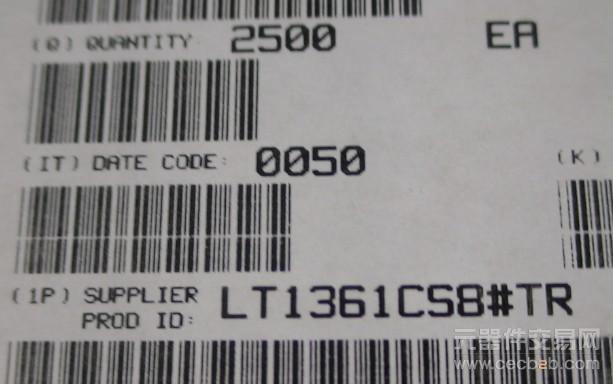 (Q) QUANTITY 2500 EA
(1T) DATE CODE: 0050 (K)
(1P) SUPPLIER PROD ID: LT1361CS8#TR
元器件交易网
www.cecbeb.com